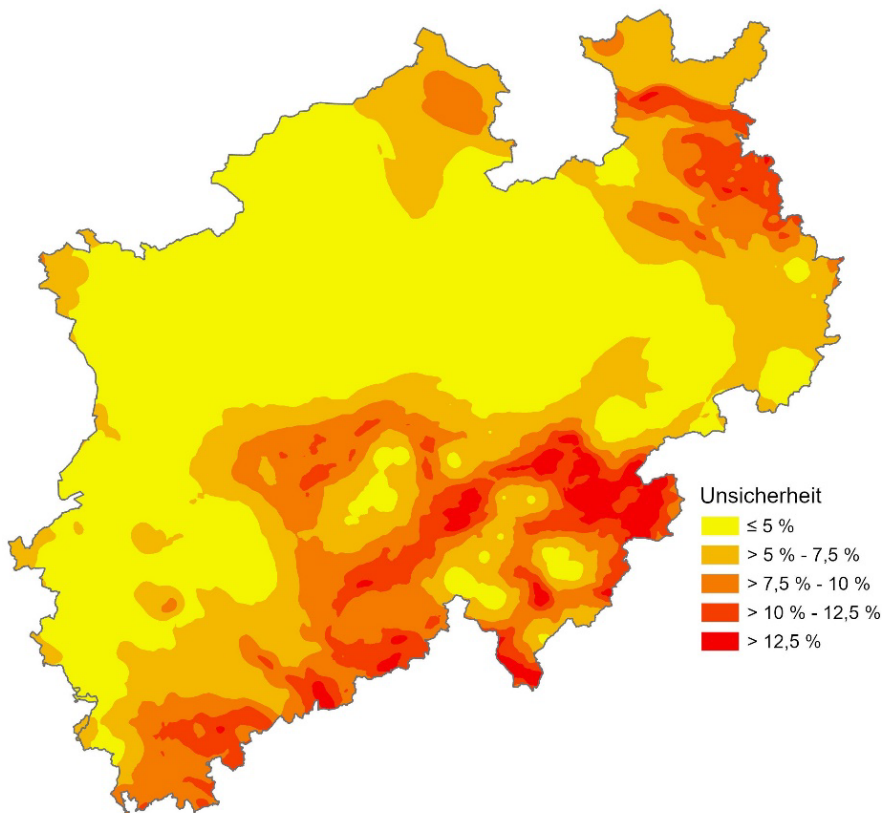 Unsicherheit
≤ 5 %
> 5 % - 7,5 %
> 7,5 % - 10 %
> 10 % - 12,5 %
> 12,5 %